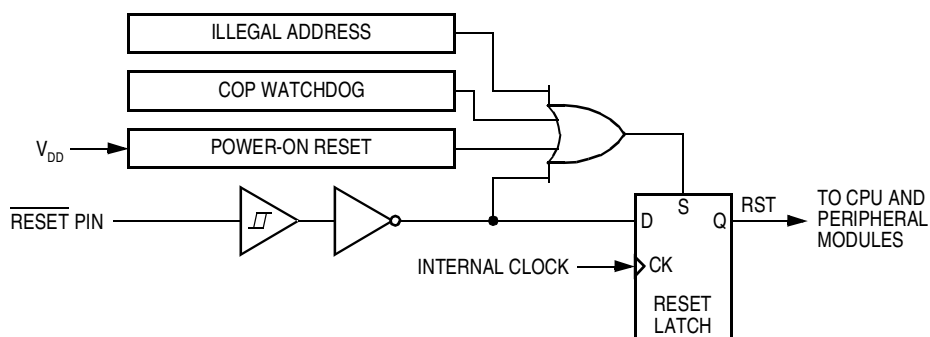 ILLEGAL ADDRESS
COP WATCHDOG
V_DD
POWER-ON RESET
RESET PIN
D
S
Q
RST
TO CPU AND
PERIPHERAL
MODULES
INTERNAL CLOCK
CK
RESET
LATCH